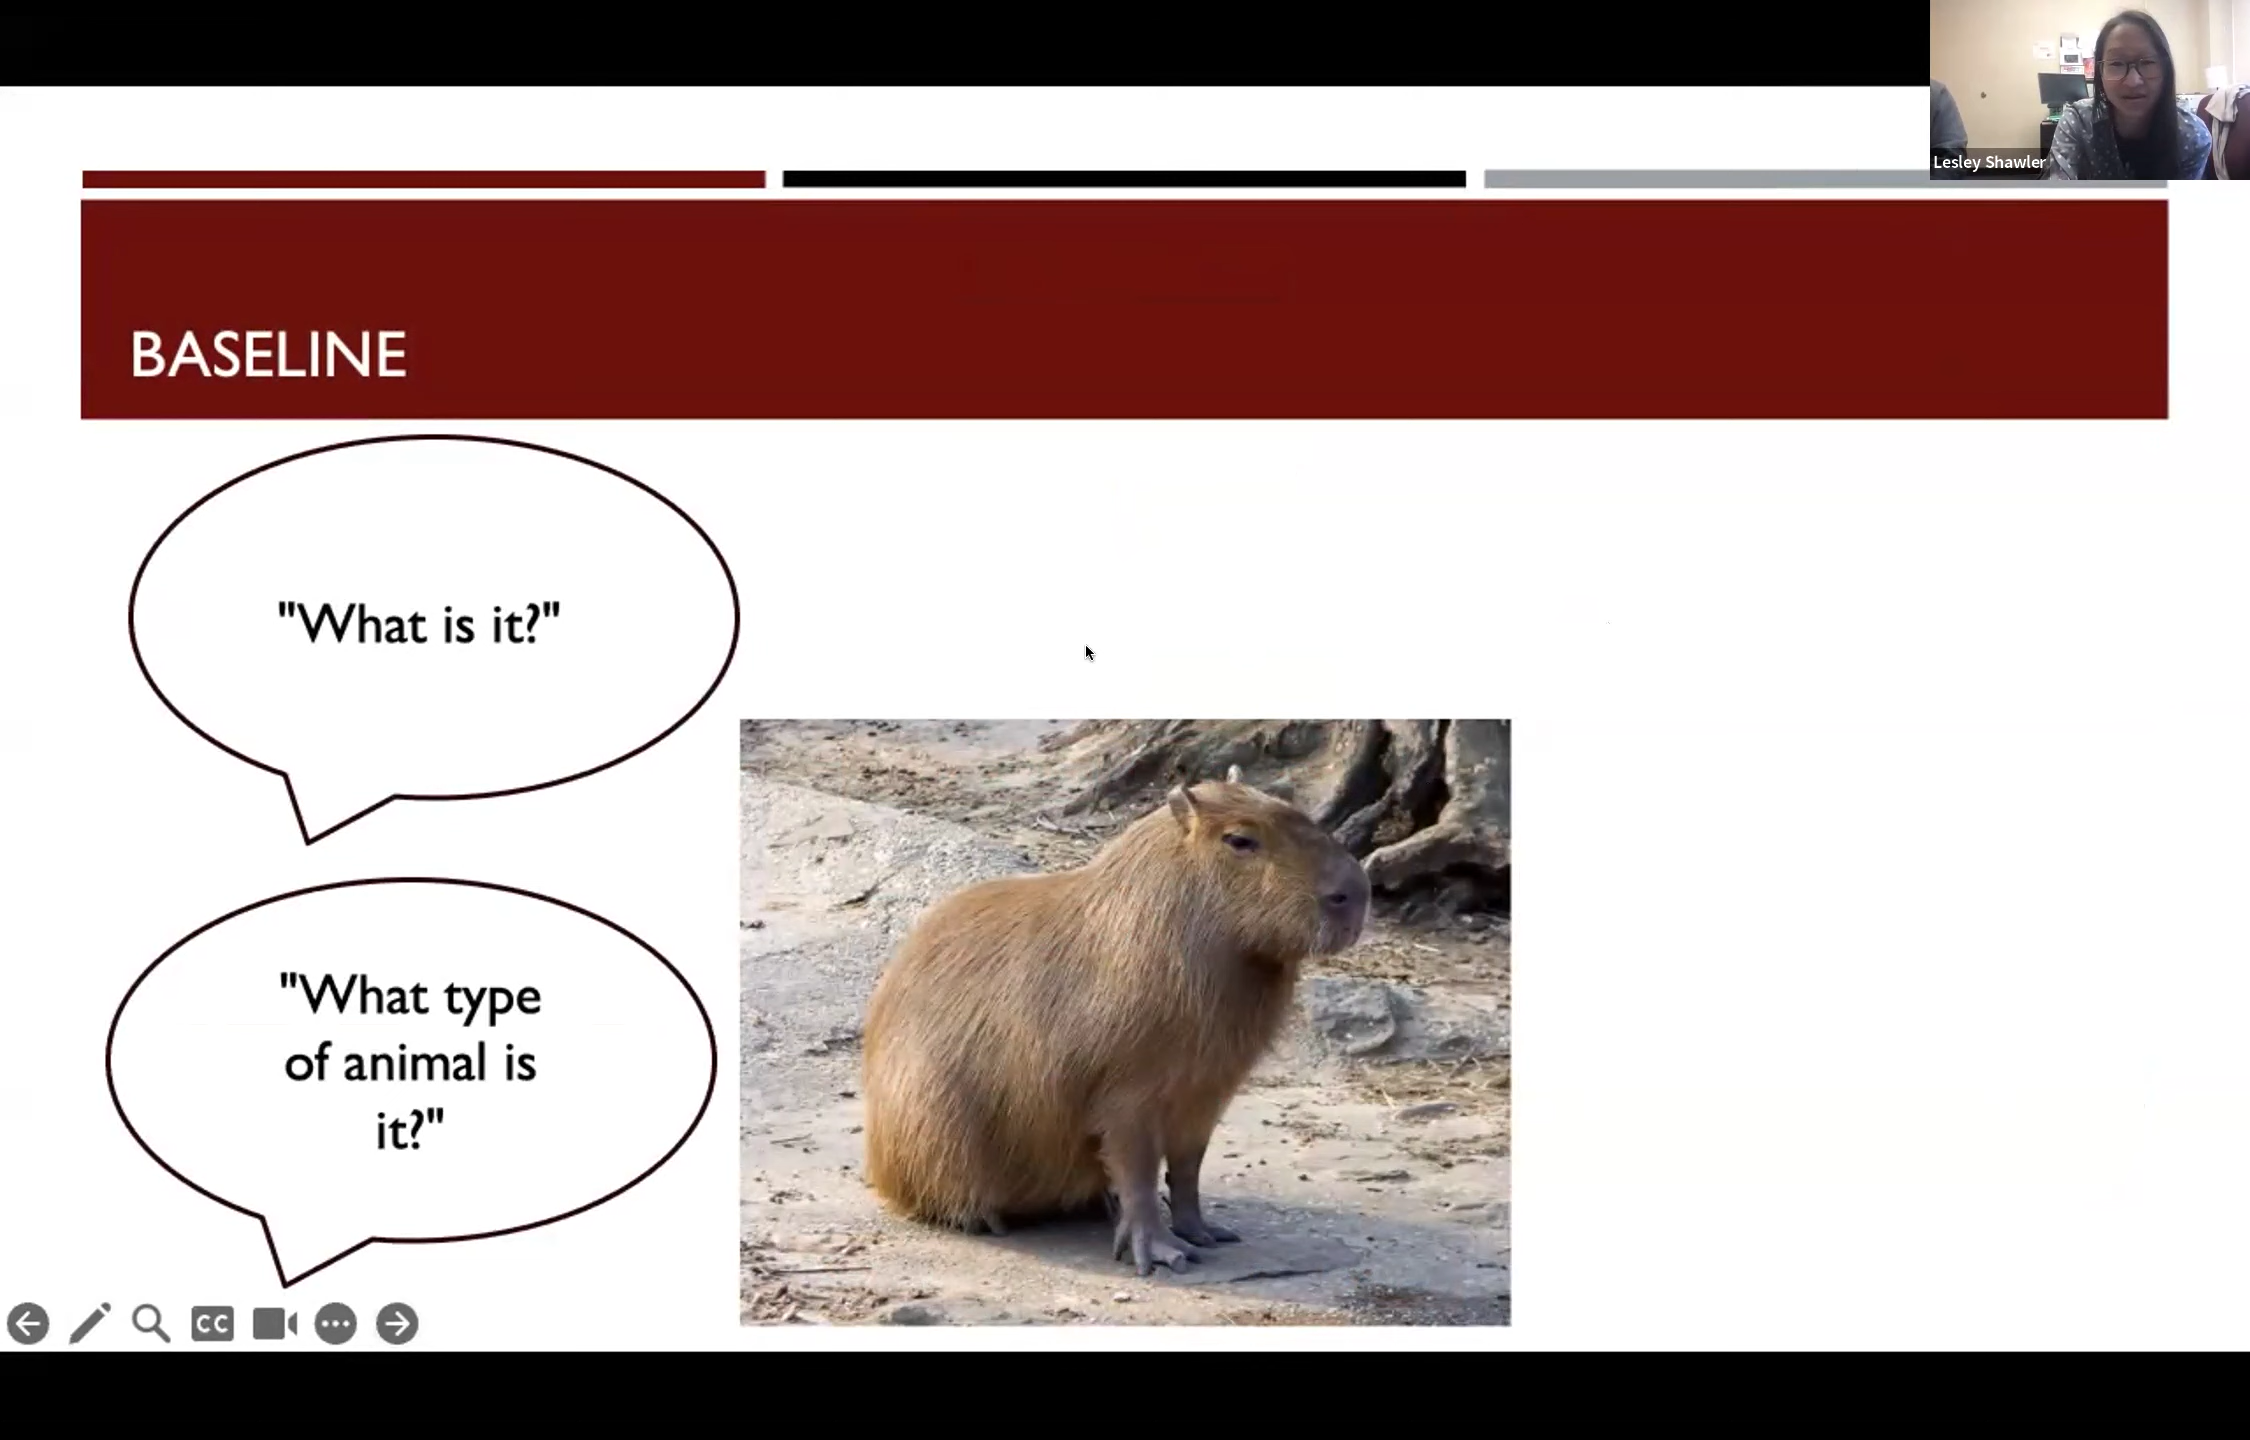 Lesley Shawler
BASELINE
"What is it?"
"What type
of animal is
it?"
CC